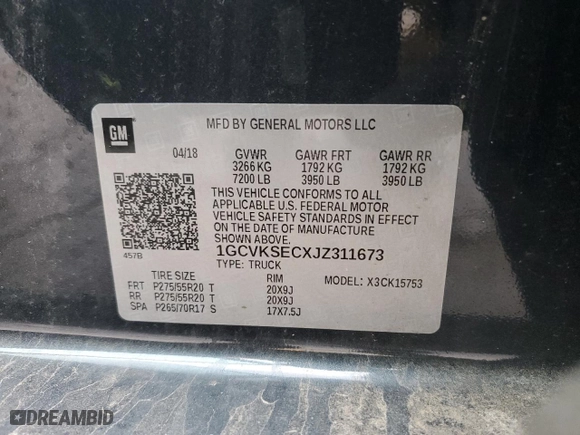 GM
MFD BY GENERAL MOTORS LLC
04/18 GVWR GAWR FRT GAWR RR
3266 KG 1792 KG 1792 KG
7200 LB 3950 LB 3950 LB
THIS VEHICLE CONFORMS TO ALL
APPLICABLE U.S. FEDERAL MOTOR
VEHICLE SAFETY STANDARDS IN EFFECT
ON THE DATE OF MANUFACTURE
SHOWN ABOVE.
457B 1GCVKSECXJZ311673
TYPE: TRUCK
TIRE SIZE RIM MODEL: X3CK15753
FRT P275/55R20 T 20X9J
RR P275/55R20 T 20X9J
SPA P265/70R17 S 17X7.5J
DREAMBID